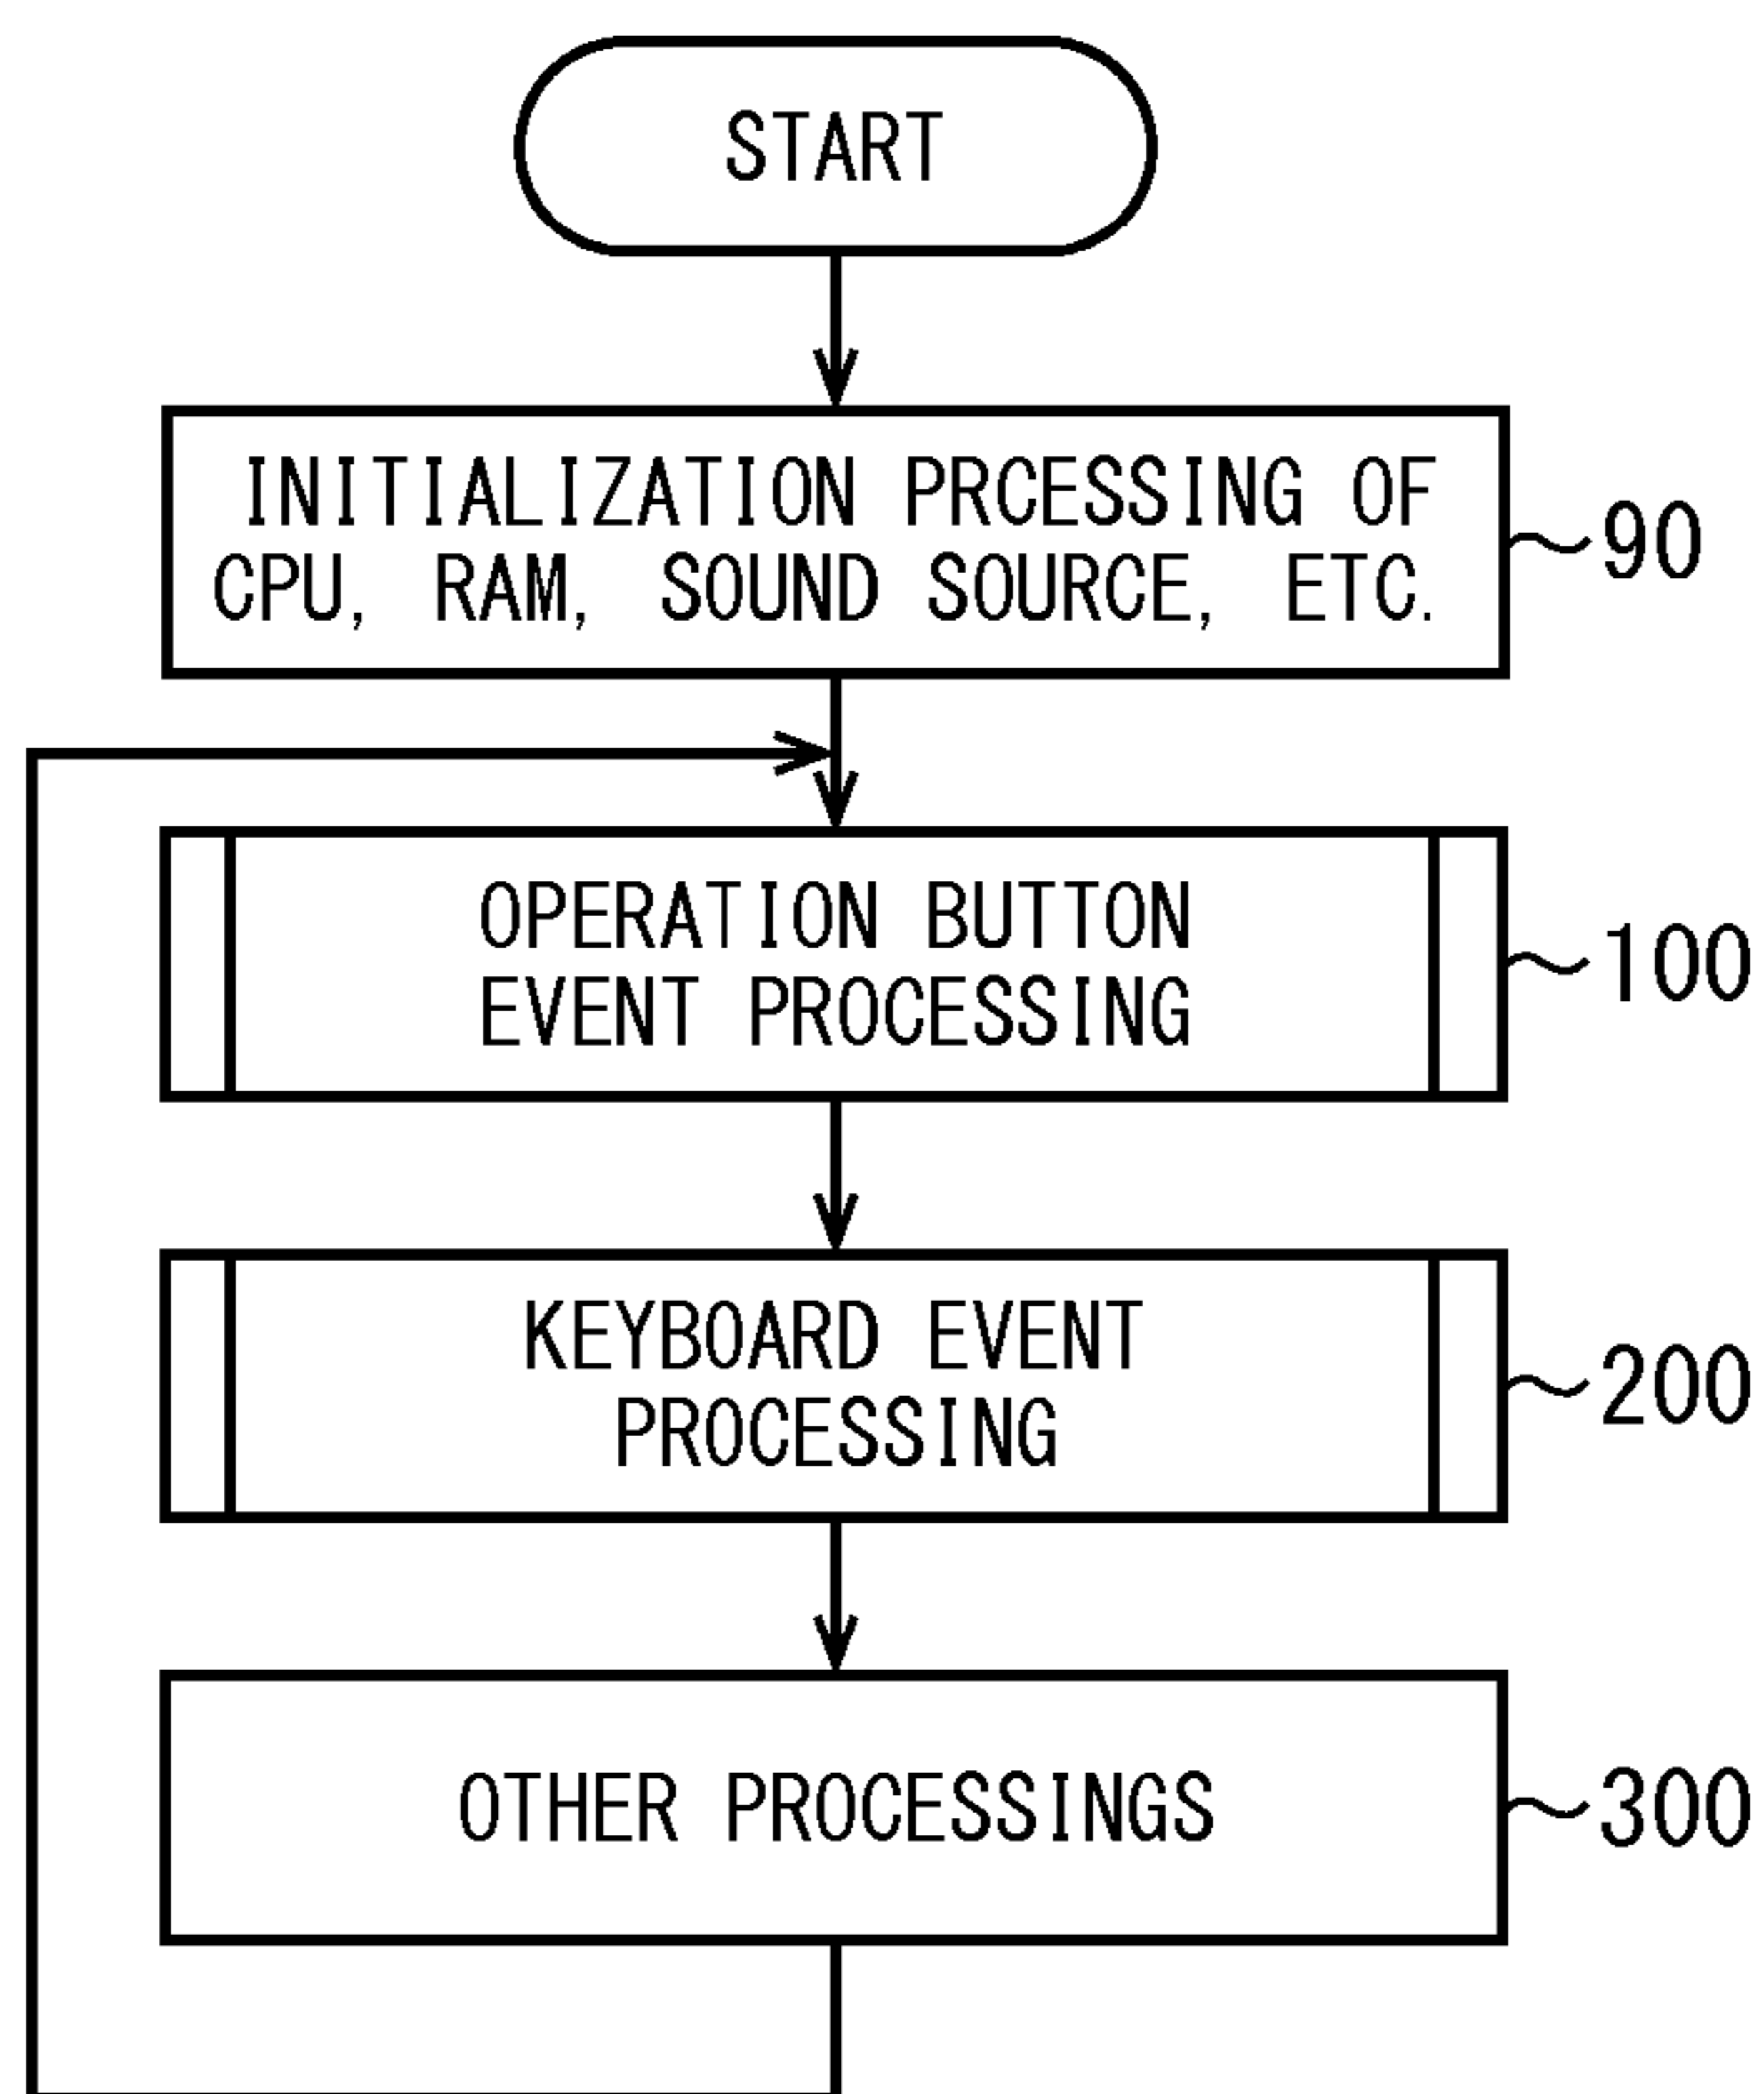 START
INITIALIZATION PRCESSING OF
CPU, RAM, SOUND SOURCE, ETC.
90
OPERATION BUTTON
EVENT PROCESSING
100
KEYBOARD EVENT
PROCESSING
200
OTHER PROCESSINGS
300